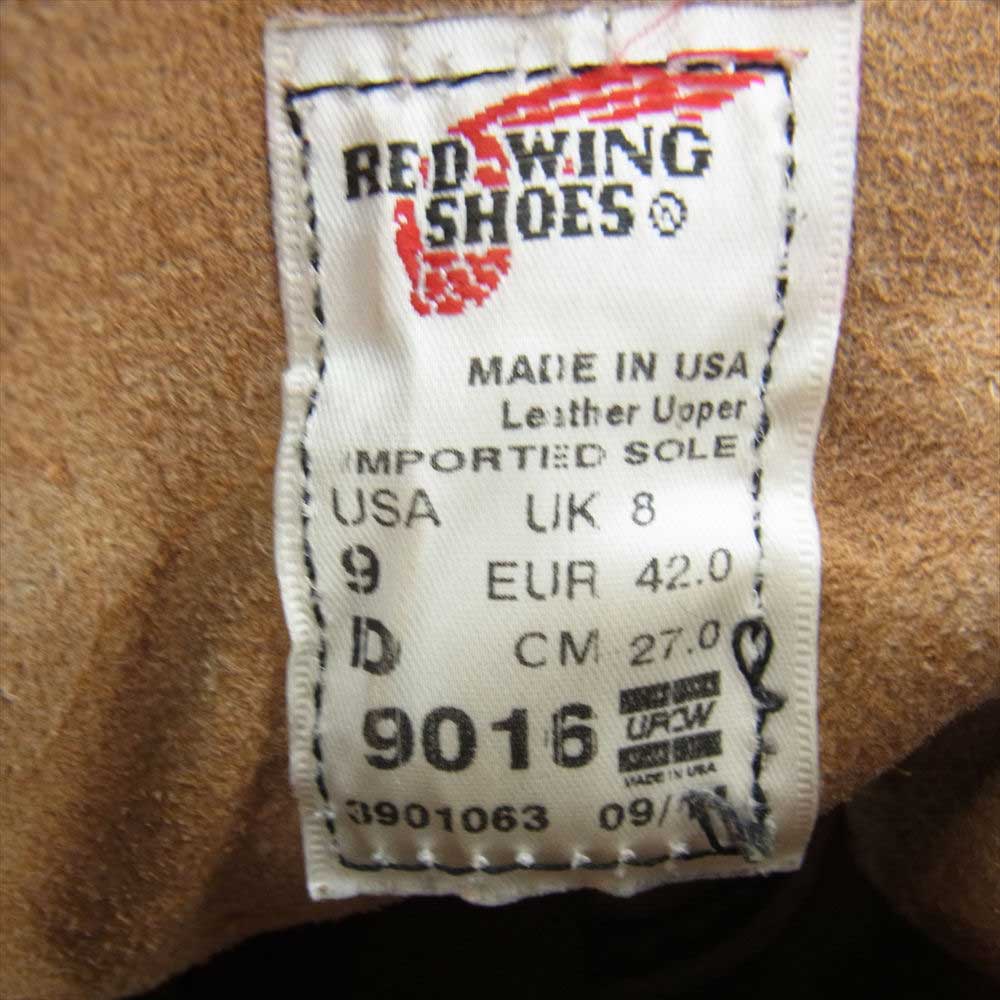 RED WING
SHOES ®
MADE IN USA
Leather Upper
IMPORTED SOLE
USA UK 8
9 EUR 42.0
D CM 27.0
9016 UFCW
MADE IN USA
3901063 09/